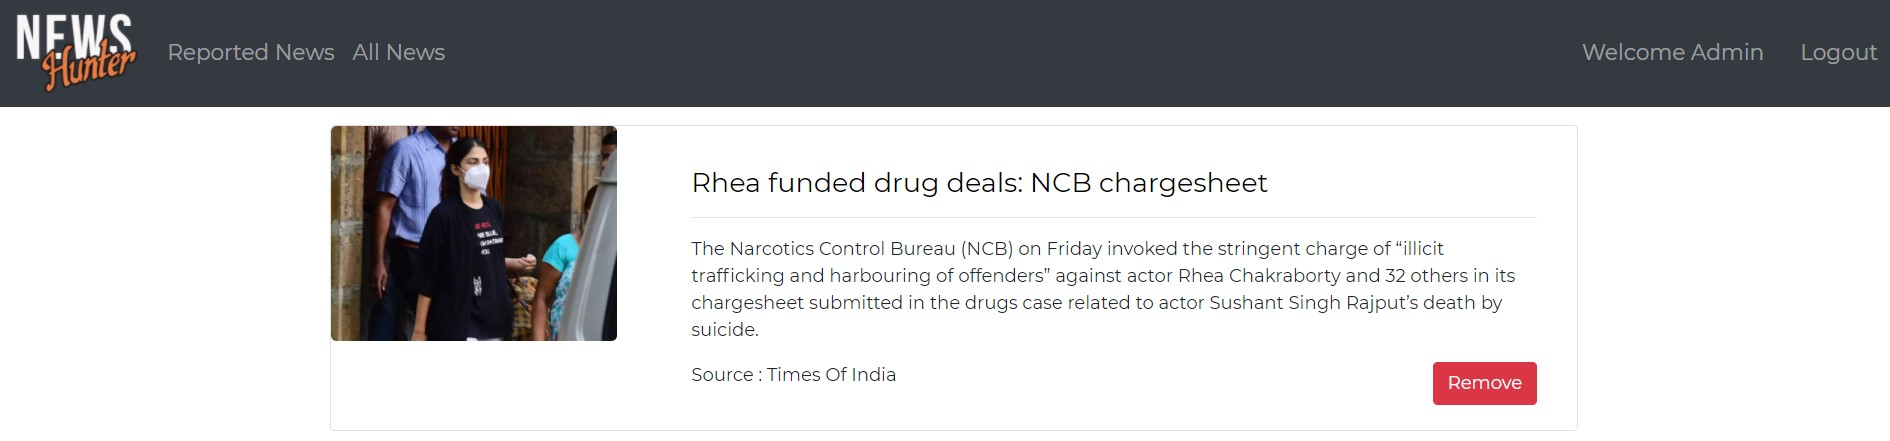 NEWS
Hunter
Reported News All News
Welcome Admin Logout
Rhea funded drug deals: NCB chargesheet
The Narcotics Control Bureau (NCB) on Friday invoked the stringent charge of “illicit
trafficking and harbouring of offenders” against actor Rhea Chakraborty and 32 others in its
chargesheet submitted in the drugs case related to actor Sushant Singh Rajput’s death by
suicide.
Source : Times Of India
Remove